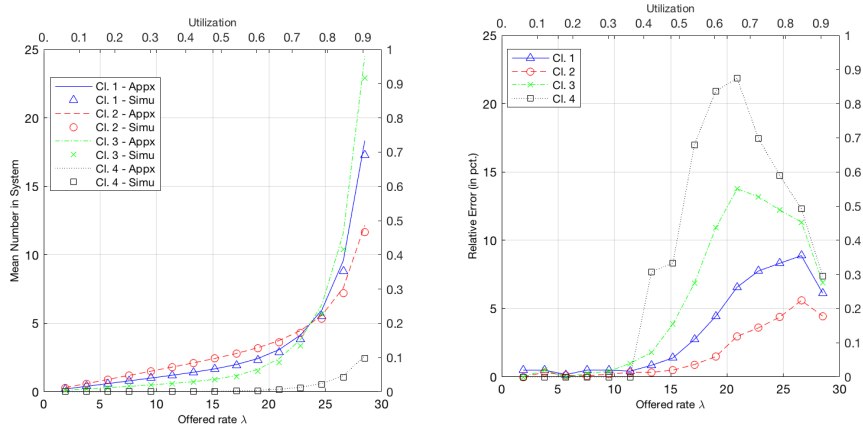 Utilization
0. 0.1 0.2 0.3 0.4 0.5 0.6 0.7 0.8 0.9
25 1
20 0.9
0.8
15 0.7
0.6
10 0.5
0.4
5 0.3
0.2
0.1
0 0
0 5 10 15 20 25 30
Mean Number in System
Offered rate λ
Cl. 1 - Appx
Cl. 1 - Simu
Cl. 2 - Appx
Cl. 2 - Simu
Cl. 3 - Appx
Cl. 3 - Simu
Cl. 4 - Appx
Cl. 4 - Simu
Utilization
0. 0.1 0.2 0.3 0.4 0.5 0.6 0.7 0.8 0.9
25 1
20 0.9
0.8
15 0.7
0.6
10 0.5
0.4
5 0.3
0.2
0.1
0 0
0 5 10 15 20 25 30
Relative Error (in pct.)
Offered rate λ
Cl. 1
Cl. 2
Cl. 3
Cl. 4